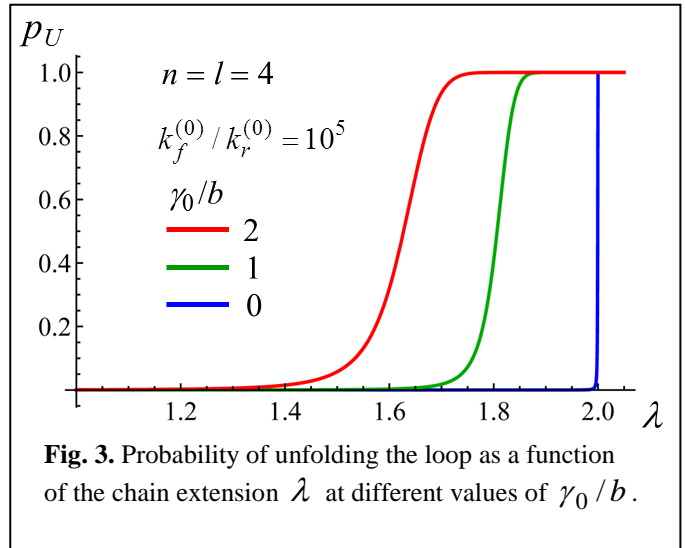 p_U
1.0
n = l = 4
0.8
k_f^{(0)} / k_r^{(0)} = 10^5
0.6
γ_0/b
2
0.4
1
0.2
0
1.2 1.4 1.6 1.8 2.0 λ
Fig. 3. Probability of unfolding the loop as a function
of the chain extension λ at different values of γ_0 / b .